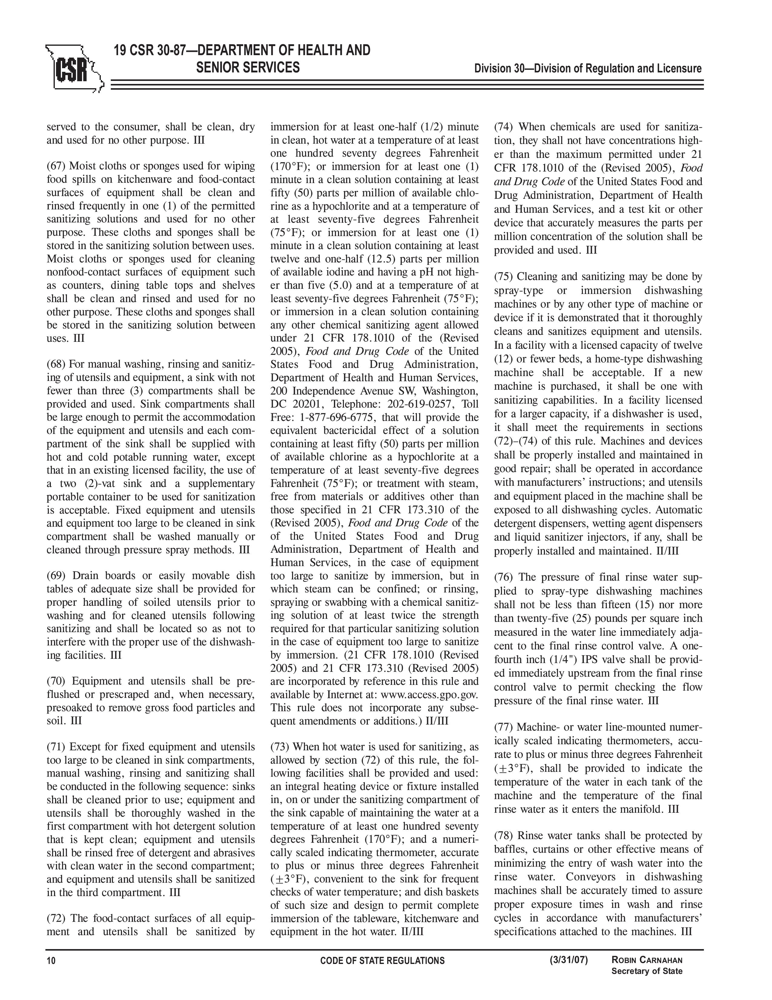 CSR
19 CSR 30-87—DEPARTMENT OF HEALTH AND
SENIOR SERVICES
Division 30—Division of Regulation and Licensure
served to the consumer, shall be clean, dry
and used for no other purpose. III
(67) Moist cloths or sponges used for wiping
food spills on kitchenware and food-contact
surfaces of equipment shall be clean and
rinsed frequently in one (1) of the permitted
sanitizing solutions and used for no other
purpose. These cloths and sponges shall be
stored in the sanitizing solution between uses.
Moist cloths or sponges used for cleaning
nonfood-contact surfaces of equipment such
as counters, dining table tops and shelves
shall be clean and rinsed and used for no
other purpose. These cloths and sponges shall
be stored in the sanitizing solution between
uses. III
(68) For manual washing, rinsing and sanitiz-
ing of utensils and equipment, a sink with not
fewer than three (3) compartments shall be
provided and used. Sink compartments shall
be large enough to permit the accommodation
of the equipment and utensils and each com-
partment of the sink shall be supplied with
hot and cold potable running water, except
that in an existing licensed facility, the use of
a two (2)-vat sink and a supplementary
portable container to be used for sanitization
is acceptable. Fixed equipment and utensils
and equipment too large to be cleaned in sink
compartment shall be washed manually or
cleaned through pressure spray methods. III
(69) Drain boards or easily movable dish
tables of adequate size shall be provided for
proper handling of soiled utensils prior to
washing and for cleaned utensils following
sanitizing and shall be located so as not to
interfere with the proper use of the dishwash-
ing facilities. III
(70) Equipment and utensils shall be pre-
flushed or prescraped and, when necessary,
presoaked to remove gross food particles and
soil. III
(71) Except for fixed equipment and utensils
too large to be cleaned in sink compartments,
manual washing, rinsing and sanitizing shall
be conducted in the following sequence: sinks
shall be cleaned prior to use; equipment and
utensils shall be thoroughly washed in the
first compartment with hot detergent solution
that is kept clean; equipment and utensils
shall be rinsed free of detergent and abrasives
with clean water in the second compartment;
and equipment and utensils shall be sanitized
in the third compartment. III
(72) The food-contact surfaces of all equip-
ment and utensils shall be sanitized by
immersion for at least one-half (1/2) minute
in clean, hot water at a temperature of at least
one hundred seventy degrees Fahrenheit
(170°F); or immersion for at least one (1)
minute in a clean solution containing at least
fifty (50) parts per million of available chlo-
rine as a hypochlorite and at a temperature of
at least seventy-five degrees Fahrenheit
(75°F); or immersion for at least one (1)
minute in a clean solution containing at least
twelve and one-half (12.5) parts per million
of available iodine and having a pH not high-
er than five (5.0) and at a temperature of at
least seventy-five degrees Fahrenheit (75°F);
or immersion in a clean solution containing
any other chemical sanitizing agent allowed
under 21 CFR 178.1010 of the (Revised
2005), Food and Drug Code of the United
States Food and Drug Administration,
Department of Health and Human Services,
200 Independence Avenue SW, Washington,
DC 20201, Telephone: 202-619-0257, Toll
Free: 1-877-696-6775, that will provide the
equivalent bactericidal effect of a solution
containing at least fifty (50) parts per million
of available chlorine as a hypochlorite at a
temperature of at least seventy-five degrees
Fahrenheit (75°F); or treatment with steam,
free from materials or additives other than
those specified in 21 CFR 173.310 of the
(Revised 2005), Food and Drug Code of the
of the United States Food and Drug
Administration, Department of Health and
Human Services, in the case of equipment
too large to sanitize by immersion, but in
which steam can be confined; or rinsing,
spraying or swabbing with a chemical sanitiz-
ing solution of at least twice the strength
required for that particular sanitizing solution
in the case of equipment too large to sanitize
by immersion. (21 CFR 178.1010 (Revised
2005) and 21 CFR 173.310 (Revised 2005)
are incorporated by reference in this rule and
available by Internet at: www.access.gpo.gov.
This rule does not incorporate any subse-
quent amendments or additions.) II/III
(73) When hot water is used for sanitizing, as
allowed by section (72) of this rule, the fol-
lowing facilities shall be provided and used:
an integral heating device or fixture installed
in, on or under the sanitizing compartment of
the sink capable of maintaining the water at a
temperature of at least one hundred seventy
degrees Fahrenheit (170°F); and a numeri-
cally scaled indicating thermometer, accurate
to plus or minus three degrees Fahrenheit
(±3°F), convenient to the sink for frequent
checks of water temperature; and dish baskets
of such size and design to permit complete
immersion of the tableware, kitchenware and
equipment in the hot water. II/III
(74) When chemicals are used for sanitiza-
tion, they shall not have concentrations high-
er than the maximum permitted under 21
CFR 178.1010 of the (Revised 2005), Food
and Drug Code of the United States Food and
Drug Administration, Department of Health
and Human Services, and a test kit or other
device that accurately measures the parts per
million concentration of the solution shall be
provided and used. III
(75) Cleaning and sanitizing may be done by
spray-type or immersion dishwashing
machines or by any other type of machine or
device if it is demonstrated that it thoroughly
cleans and sanitizes equipment and utensils.
In a facility with a licensed capacity of twelve
(12) or fewer beds, a home-type dishwashing
machine shall be acceptable. If a new
machine is purchased, it shall be one with
sanitizing capabilities. In a facility licensed
for a larger capacity, if a dishwasher is used,
it shall meet the requirements in sections
(72)–(74) of this rule. Machines and devices
shall be properly installed and maintained in
good repair; shall be operated in accordance
with manufacturers’ instructions; and utensils
and equipment placed in the machine shall be
exposed to all dishwashing cycles. Automatic
detergent dispensers, wetting agent dispensers
and liquid sanitizer injectors, if any, shall be
properly installed and maintained. II/III
(76) The pressure of final rinse water sup-
plied to spray-type dishwashing machines
shall not be less than fifteen (15) nor more
than twenty-five (25) pounds per square inch
measured in the water line immediately adja-
cent to the final rinse control valve. A one-
fourth inch (1/4") IPS valve shall be provid-
ed immediately upstream from the final rinse
control valve to permit checking the flow
pressure of the final rinse water. III
(77) Machine- or water line-mounted numer-
ically scaled indicating thermometers, accu-
rate to plus or minus three degrees Fahrenheit
(±3°F), shall be provided to indicate the
temperature of the water in each tank of the
machine and the temperature of the final
rinse water as it enters the manifold. III
(78) Rinse water tanks shall be protected by
baffles, curtains or other effective means of
minimizing the entry of wash water into the
rinse water. Conveyors in dishwashing
machines shall be accurately timed to assure
proper exposure times in wash and rinse
cycles in accordance with manufacturers’
specifications attached to the machines. III
10
CODE OF STATE REGULATIONS
(3/31/07)
ROBIN CARNAHAN
Secretary of State